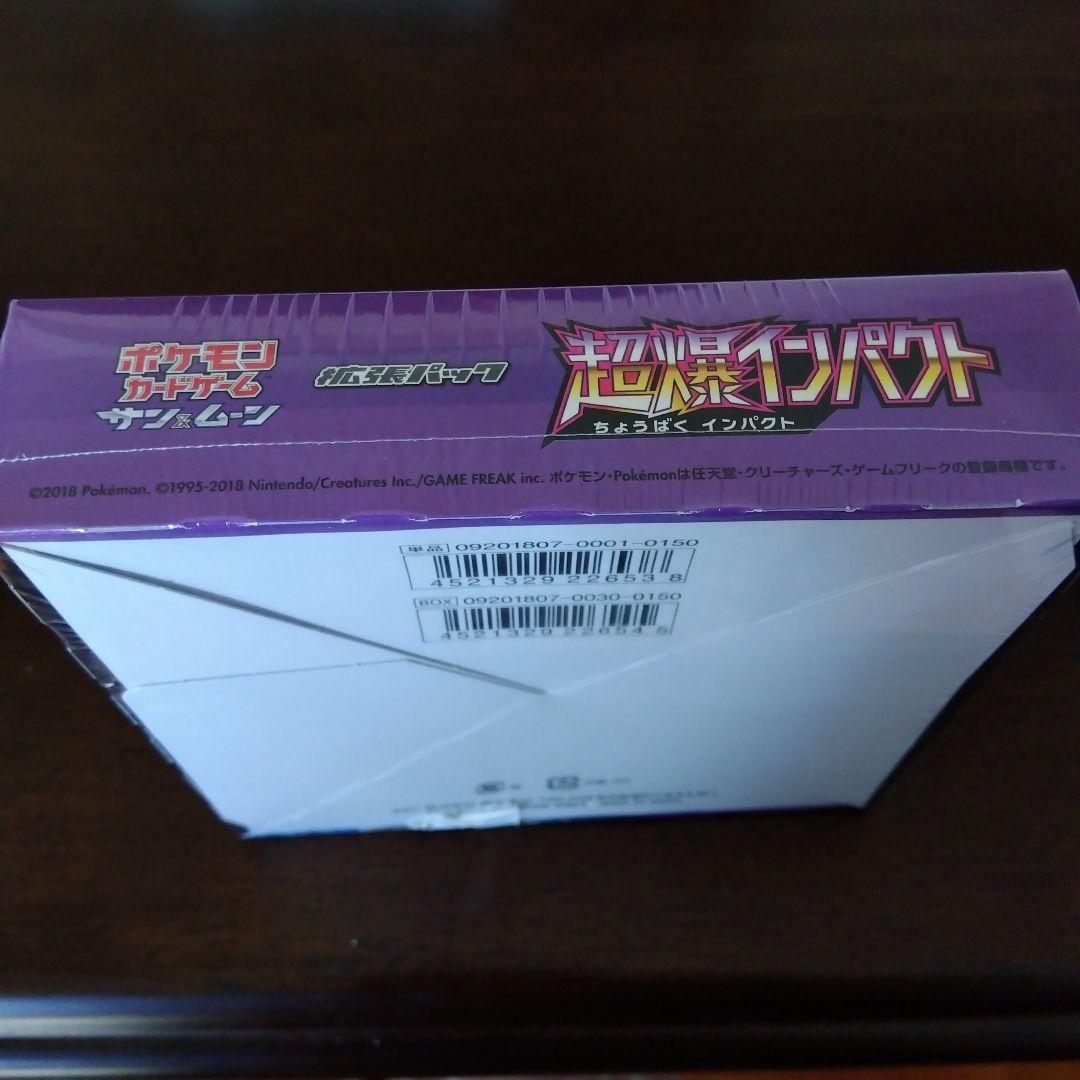 ポケモン
カードゲーム
サン&ムーン
拡張パック
超爆インパクト
ちょうばく インパクト
©2018 Pokémon. ©1995-2018 Nintendo/Creatures Inc./GAME FREAK inc. ポケモン・Pokémonは任天堂・クリーチャーズ・ゲームフリークの登録商標です。
単品 09201807-0001-0150
4521329 226538
BOX 09201807-0030-0150
4521329 226545